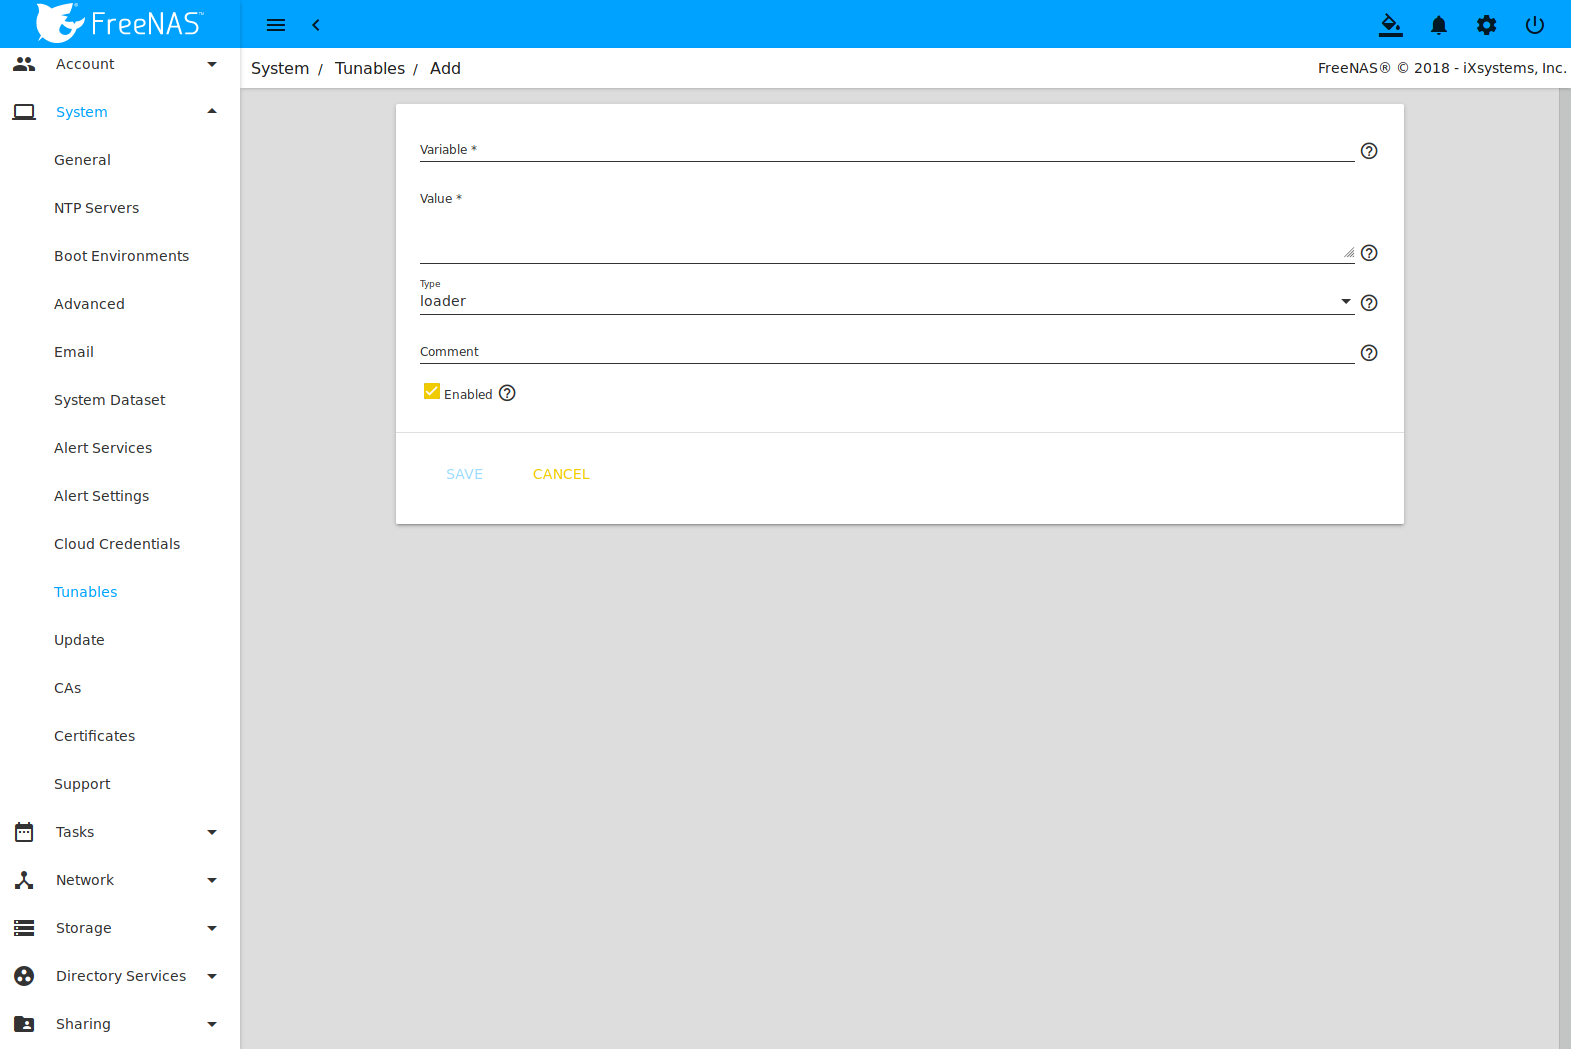 FreeNAS™
Account
System
General
NTP Servers
Boot Environments
Advanced
Email
System Dataset
Alert Services
Alert Settings
Cloud Credentials
Tunables
Update
CAs
Certificates
Support
Tasks
Network
Storage
Directory Services
Sharing
System / Tunables / Add
FreeNAS® © 2018 - iXsystems, Inc.
Variable *
Value *
Type
loader
Comment
Enabled
SAVE CANCEL